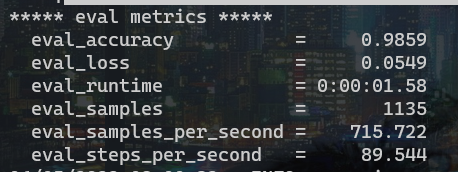 ***** eval metrics *****
eval_accuracy = 0.9859
eval_loss = 0.0549
eval_runtime = 0:00:01.58
eval_samples = 1135
eval_samples_per_second = 715.722
eval_steps_per_second = 89.544